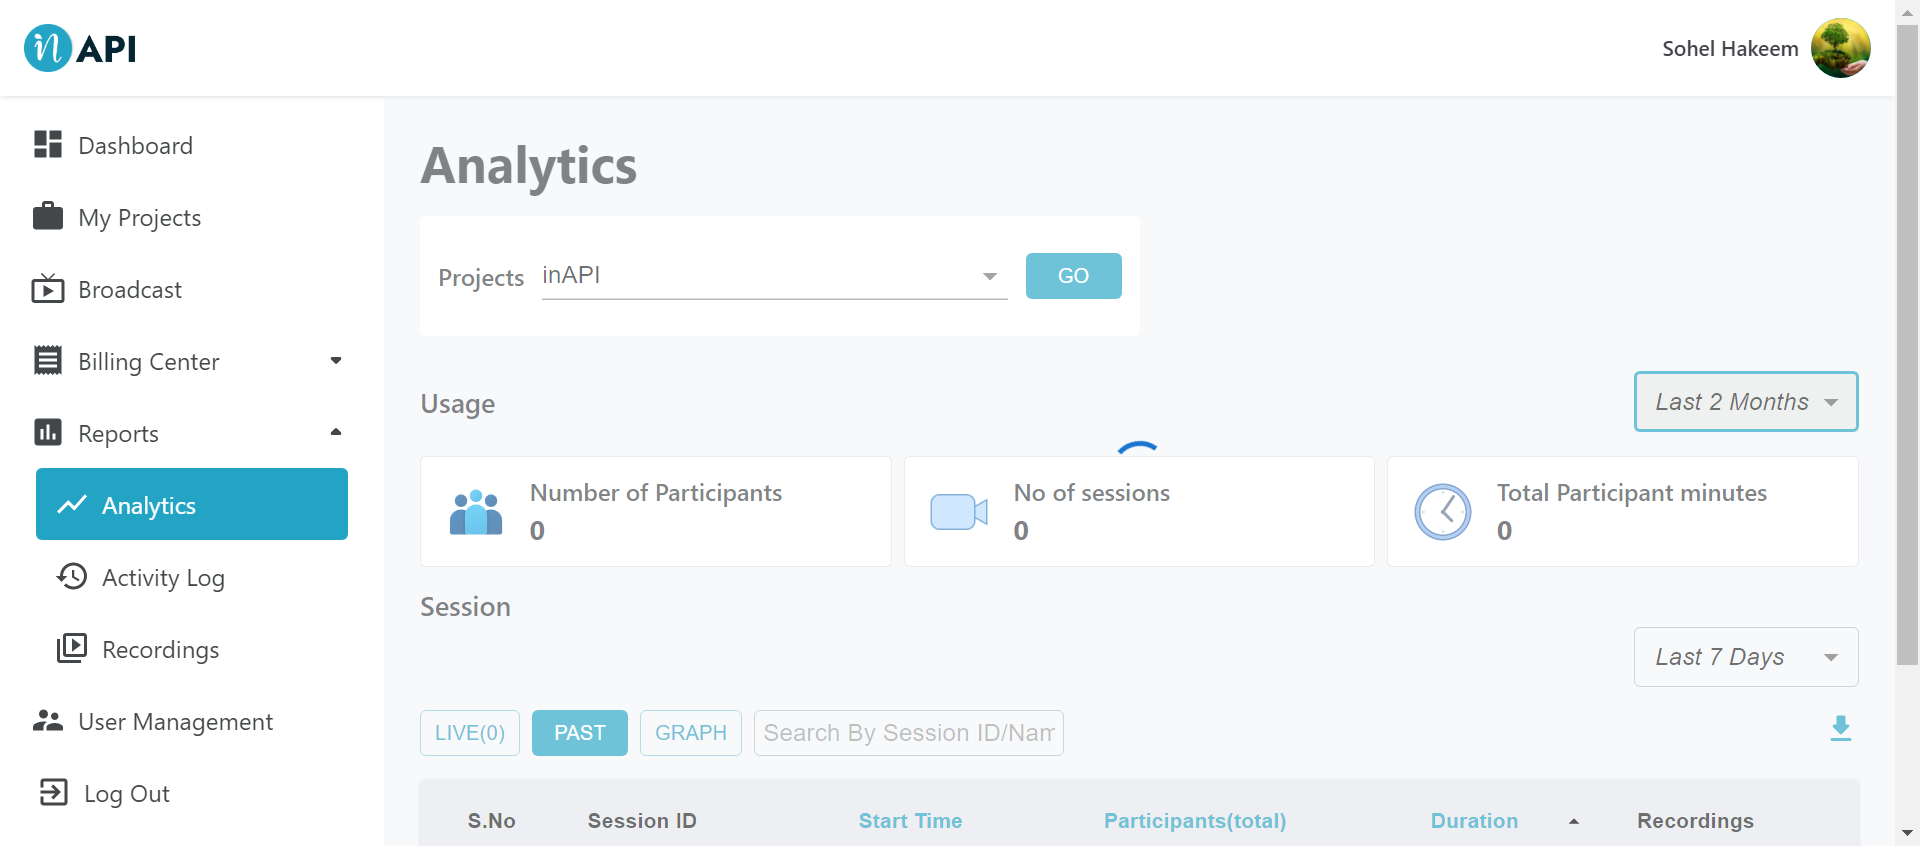 in API
Sohel Hakeem
Dashboard
My Projects
Broadcast
Billing Center
Reports
Analytics
Activity Log
Recordings
User Management
Log Out
Analytics
Projects inAPI GO
Usage
Last 2 Months
Number of Participants
0
No of sessions
0
Total Participant minutes
0
Session
Last 7 Days
LIVE(0) PAST GRAPH Search By Session ID/Nam
S.No Session ID Start Time Participants(total) Duration Recordings